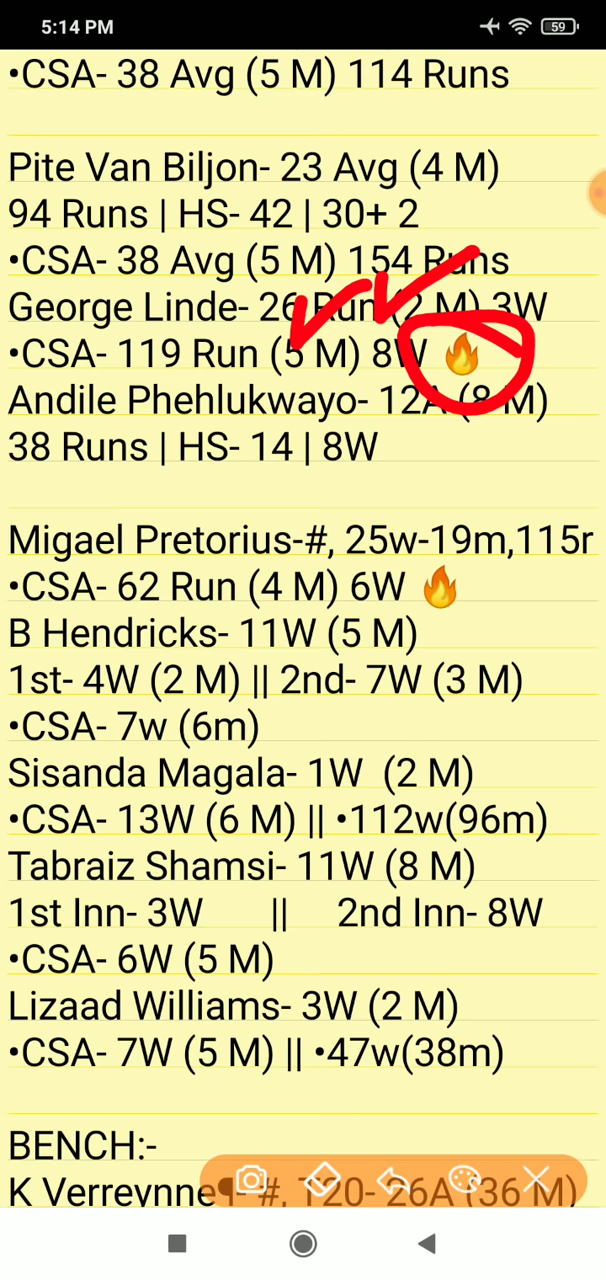 5:14 PM
59
•CSA- 38 Avg (5 M) 114 Runs
Pite Van Biljon- 23 Avg (4 M)
94 Runs | HS- 42 | 30+ 2
•CSA- 38 Avg (5 M) 154 Runs
George Linde- 26 Run (2 M) 3W
•CSA- 119 Run (5 M) 8W 🔥
Andile Phehlukwayo- 12A (8 M)
38 Runs | HS- 14 | 8W
Migael Pretorius-#, 25w-19m,115r
•CSA- 62 Run (4 M) 6W 🔥
B Hendricks- 11W (5 M)
1st- 4W (2 M) || 2nd- 7W (3 M)
•CSA- 7w (6m)
Sisanda Magala- 1W (2 M)
•CSA- 13W (6 M) || •112w(96m)
Tabraiz Shamsi- 11W (8 M)
1st Inn- 3W || 2nd Inn- 8W
•CSA- 6W (5 M)
Lizaad Williams- 3W (2 M)
•CSA- 7W (5 M) || •47w(38m)
BENCH:-
K Verreynne¶- #, T20- 26A (36 M)